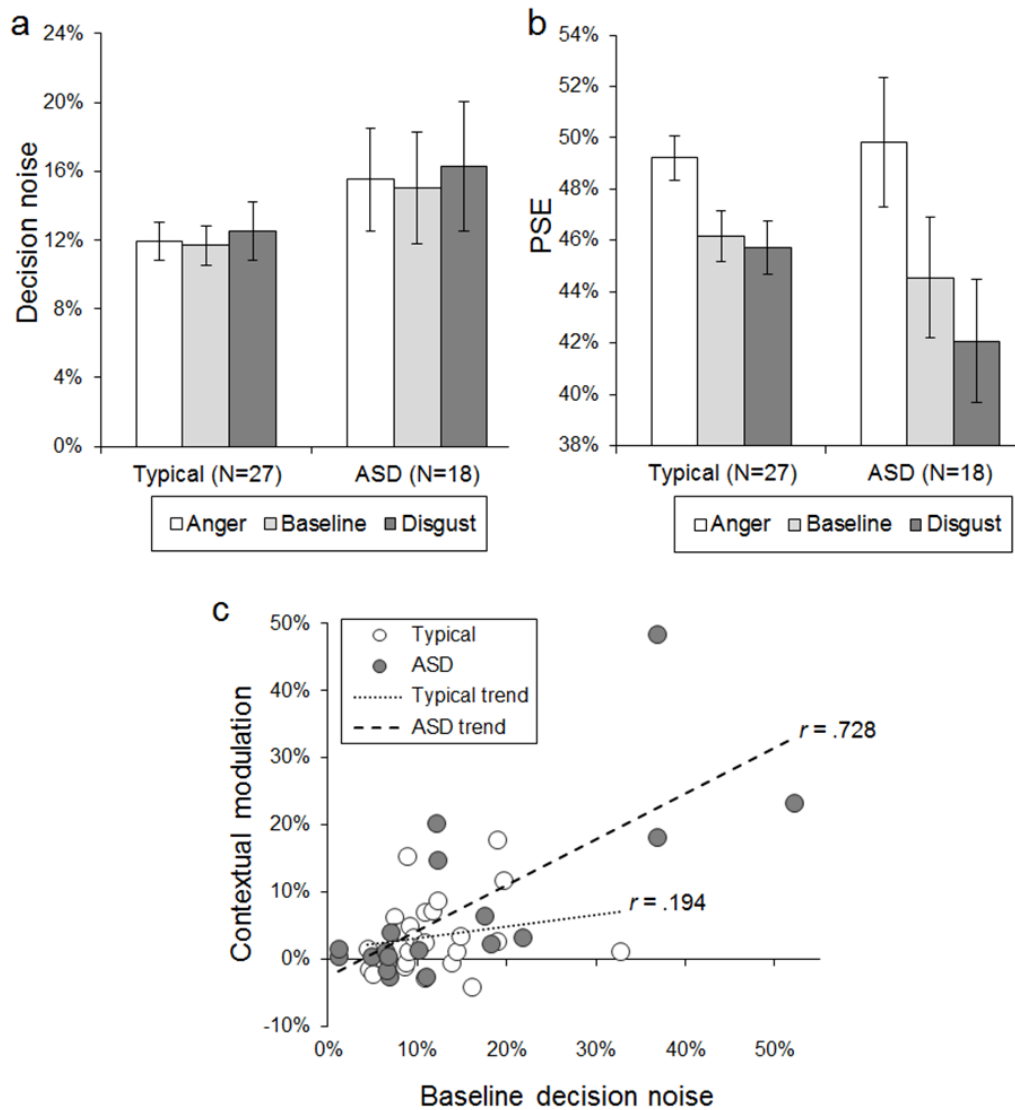 a
24%
20%
16%
12%
8%
4%
0%
Decision noise
Typical (N=27)
ASD (N=18)
Anger
Baseline
Disgust
b
54%
52%
50%
48%
46%
44%
42%
40%
38%
PSE
Typical (N=27)
ASD (N=18)
Anger
Baseline
Disgust
c
50%
40%
30%
20%
10%
0%
-10%
Contextual modulation
Typical
ASD
Typical trend
ASD trend
r = .728
r = .194
0%
10%
20%
30%
40%
50%
Baseline decision noise